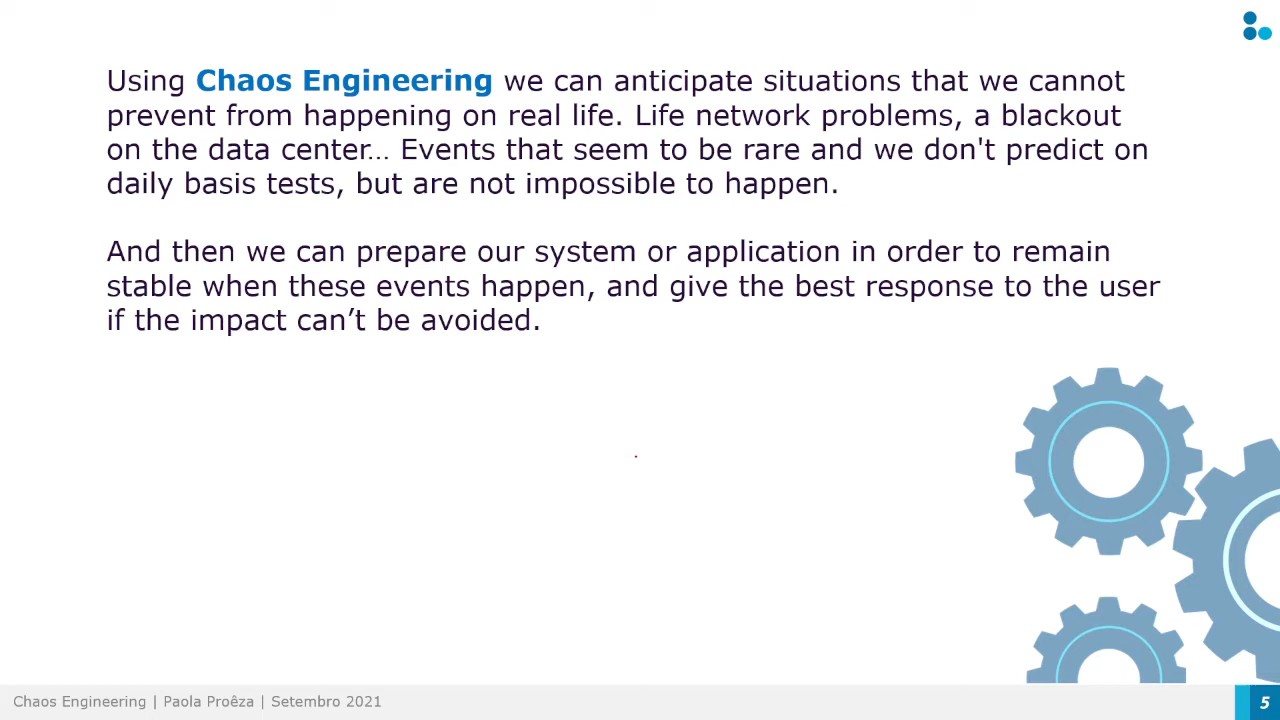 Using Chaos Engineering we can anticipate situations that we cannot
prevent from happening on real life. Life network problems, a blackout
on the data center… Events that seem to be rare and we don't predict on
daily basis tests, but are not impossible to happen.
And then we can prepare our system or application in order to remain
stable when these events happen, and give the best response to the user
if the impact can’t be avoided.
Chaos Engineering | Paola Proêza | Setembro 2021
5